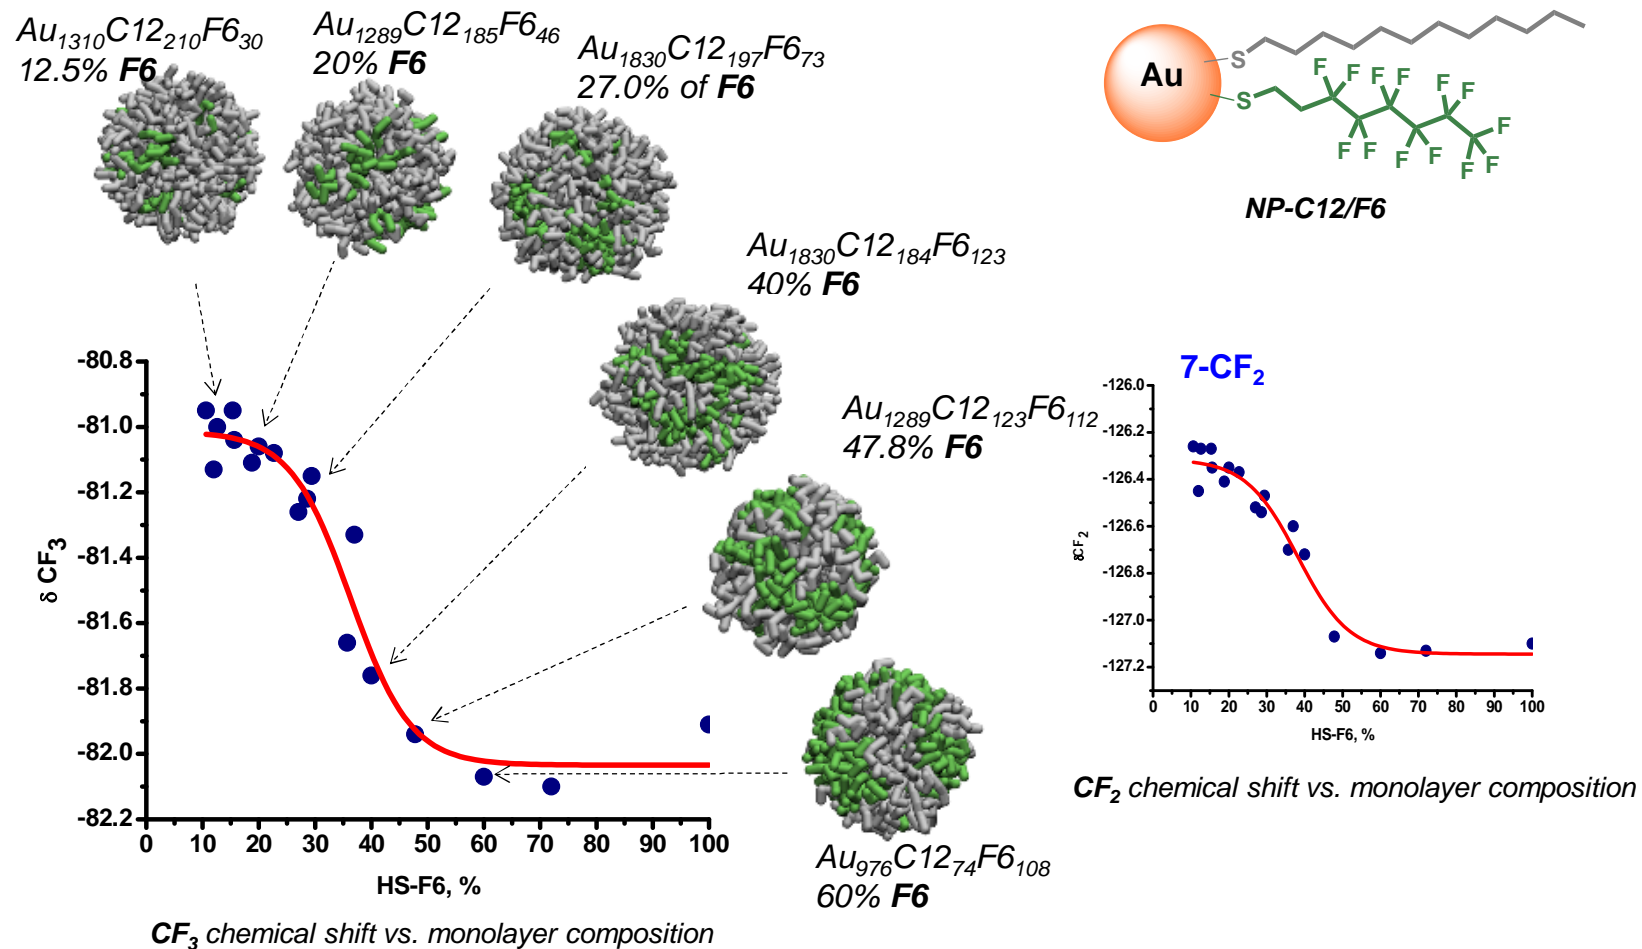 Au1310C12210F630
12.5% F6
Au1289C12185F646
20% F6
Au1830C12197F673
27.0% of F6
Au
S
S
F F F F F F
F F F F F F F
NP-C12/F6
Au1830C12184F6123
40% F6
Au1289C12123F6112
47.8% F6
Au976C1274F6108
60% F6
-80.8
-81.0
-81.2
-81.4
-81.6
-81.8
-82.0
-82.2
δ CF3
0 10 20 30 40 50 60 70 80 90 100
HS-F6, %
CF3 chemical shift vs. monolayer composition
7-CF2
-126.0
-126.2
-126.4
-126.6
-126.8
-127.0
-127.2
δCF2
0 10 20 30 40 50 60 70 80 90 100
HS-F6, %
CF2 chemical shift vs. monolayer composition